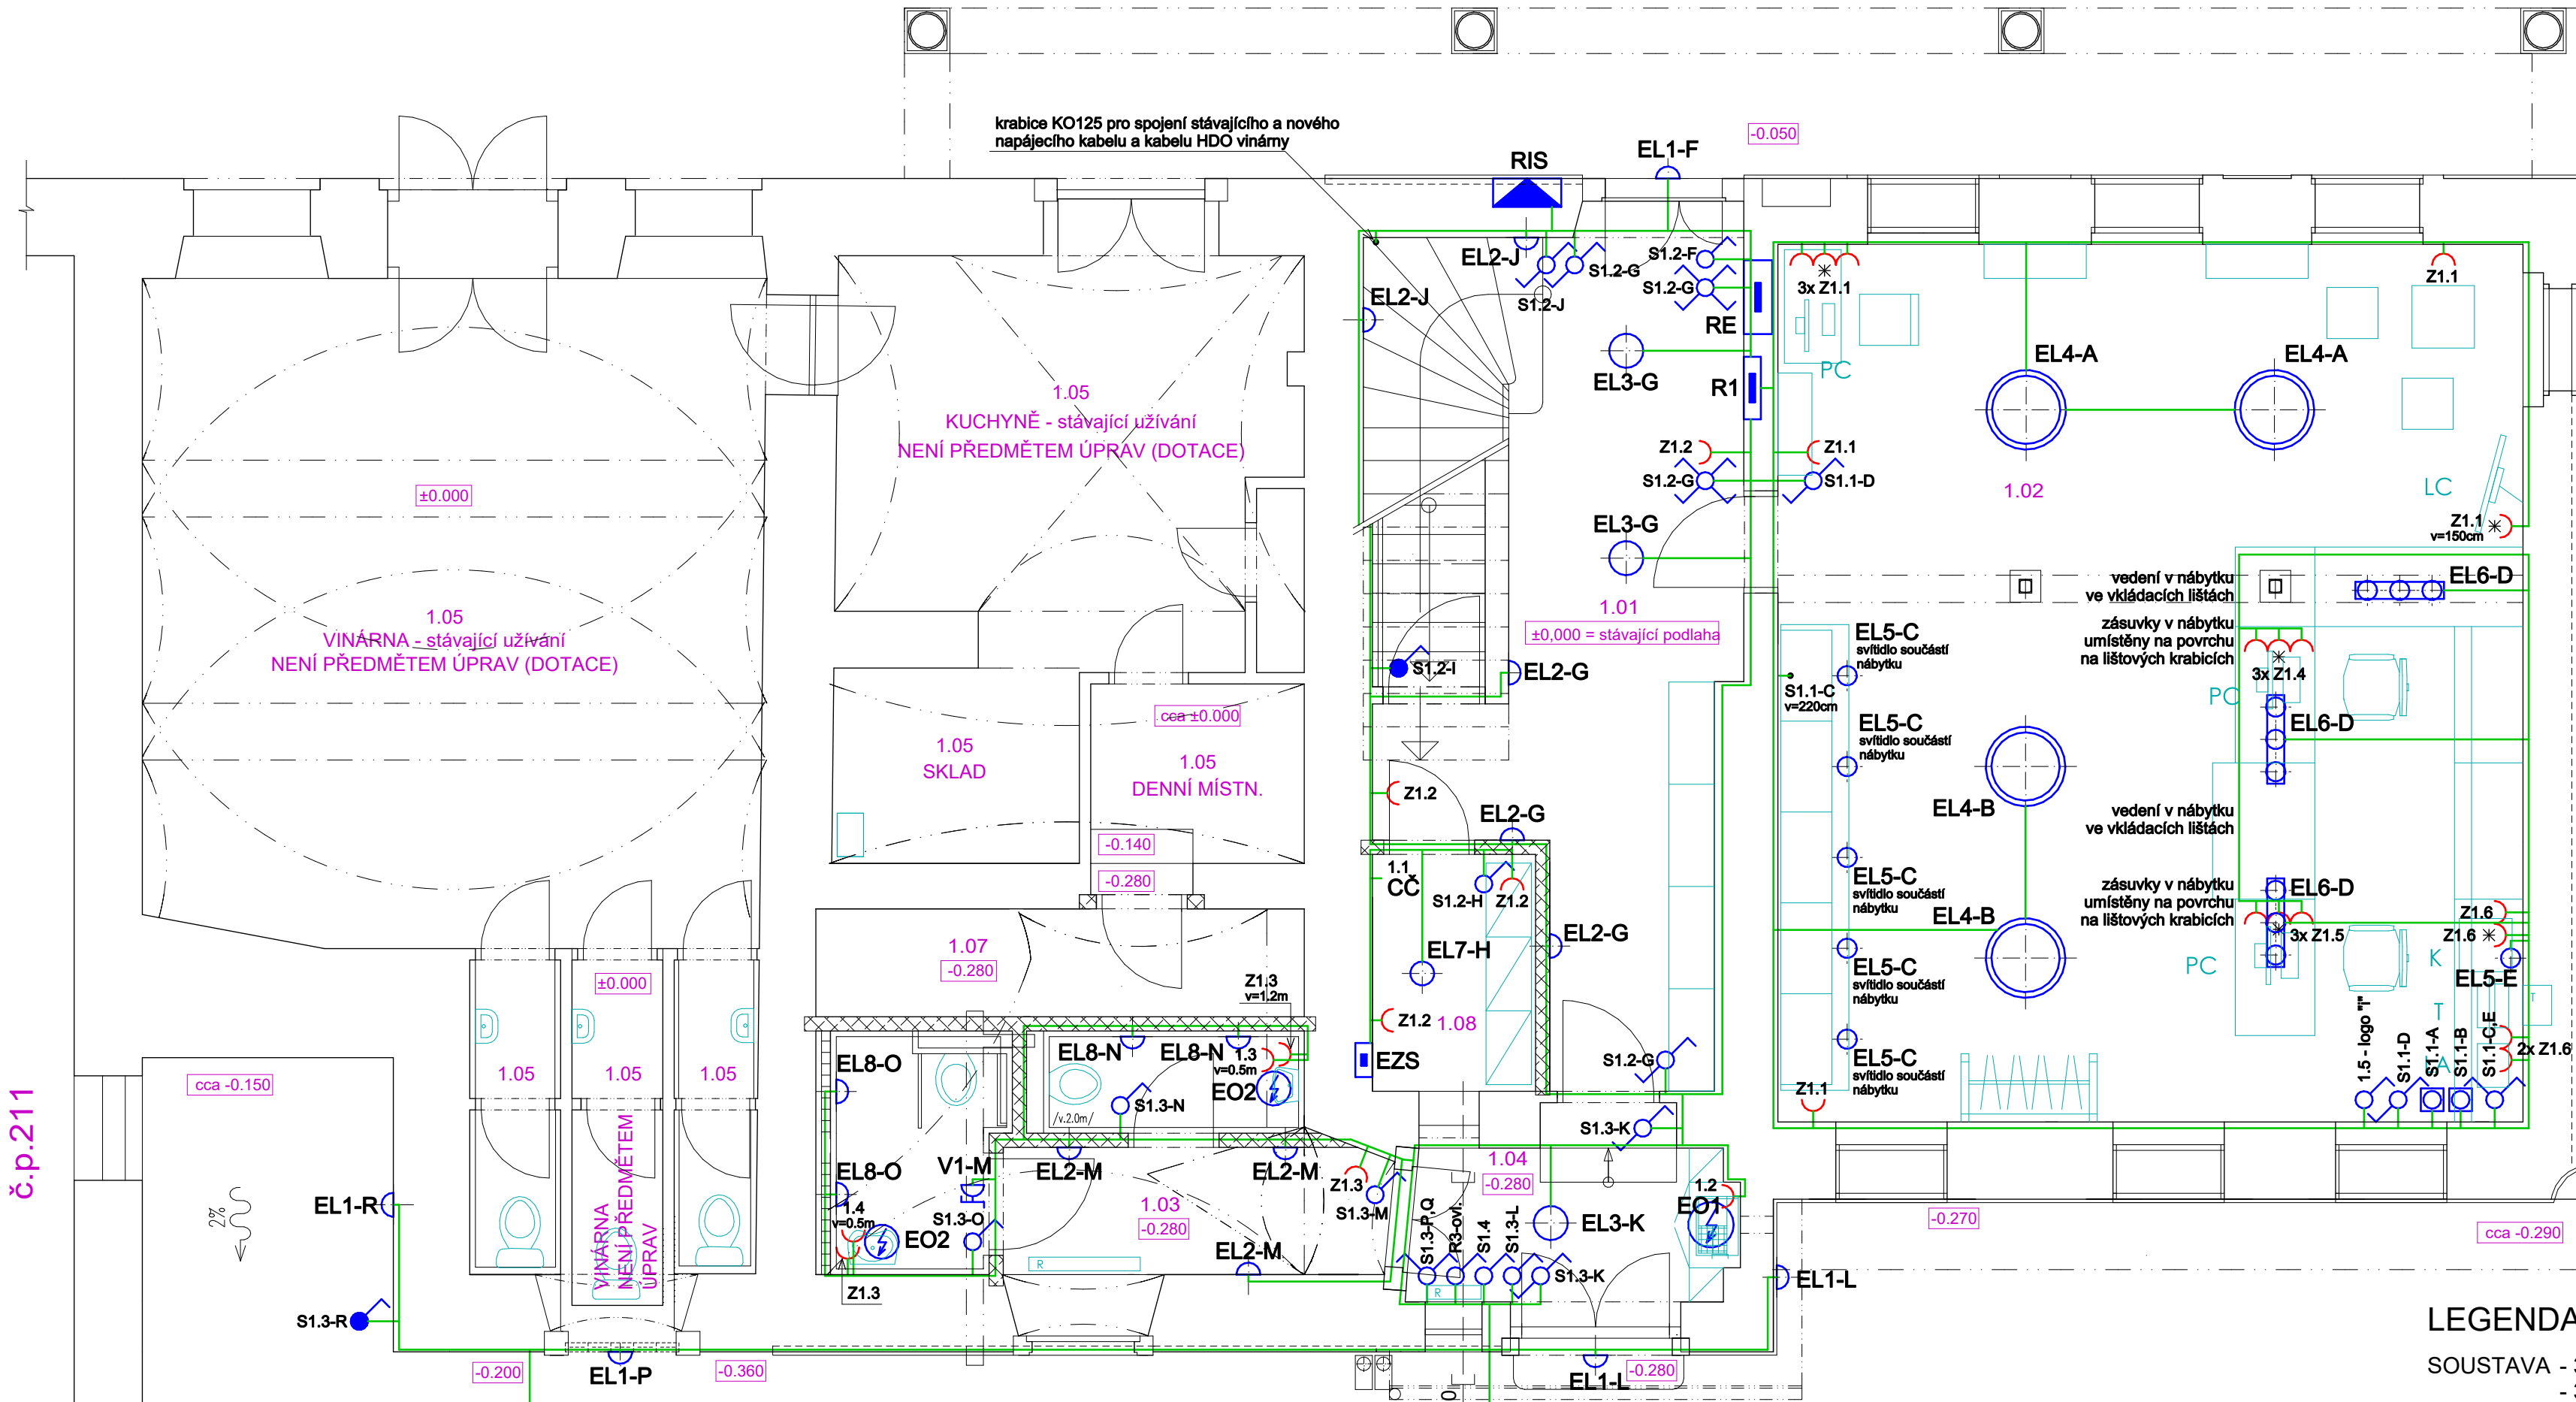 krabice KO125 pro spojení stávajícího a nového
napájecího kabelu a kabelu HDO vinárny
RIS
EL1-F
-0.050
EL2-J
S1.2-G
S1.2-J
S1.2-F
S1.2-G
RE
EL2-J
EL3-G
R1
3x Z1.1
PC
EL4-A
EL4-A
Z1.1
1.05
KUCHYNĚ - stávající užívání
NENÍ PŘEDMĚTEM ÚPRAV (DOTACE)
Z1.2
S1.2-G
Z1.1
S1.1-D
1.02
LC
Z1.1
v=150cm
±0.000
EL3-G
1.01
±0,000 = stávající podlaha
vedení v nábytku
ve vkládacích lištách
EL6-D
zásuvky v nábytku
umístěny na povrchu
na lištových krabicích
3x Z1.4
PC
EL6-D
1.05
VINÁRNA - stávající užívání
NENÍ PŘEDMĚTEM ÚPRAV (DOTACE)
S1.2-I
EL2-G
EL5-C
svítidlo součástí
nábytku
S1.1-C
v=220cm
EL5-C
svítidlo součástí
nábytku
cca ±0.000
1.05
SKLAD
1.05
DENNÍ MÍSTN.
Z1.2
EL2-G
EL4-B
vedení v nábytku
ve vkládacích lištách
-0.140
-0.280
1.1
CČ
S1.2-H
Z1.2
EL5-C
svítidlo součástí
nábytku
EL4-B
zásuvky v nábytku
umístěny na povrchu
na lištových krabicích
EL6-D
3x Z1.5
PC
Z1.6
Z1.6
K
EL5-E
1.07
-0.280
EL7-H
EL2-G
EL5-C
svítidlo součástí
nábytku
±0.000
Z1.3
v=1.2m
Z1.2
1.08
EZS
S1.2-G
EL5-C
svítidlo součástí
nábytku
Z1.1
1.5 - logo "i"
S1.1-D
S1.1-A
S1.1-B
S1.1-C,E
T
T
2x Z1.6
cca -0.150
1.05
1.05
1.05
EL8-O
EL8-N
EL8-N
1.3
v=0.5m
EO2
S1.3-N
/v.2.0m/
S1.3-K
č.p.211
VINÁRNA
NENÍ PŘEDMĚTEM
ÚPRAV
2%
EL1-R
EL8-O
V1-M
EL2-M
EL2-M
1.03
-0.280
Z1.3
S1.3-M
1.04
-0.280
1.2
EO1
1.4
v=0.5m
EO2
S1.3-O
EL2-M
R
Z1.3
S1.3-P,Q
R3-ovl.
S1.4
S1.3-L
EL3-K
S1.3-K
R
EL1-L
-0.270
cca -0.290
S1.3-R
-0.200
EL1-P
-0.360
EL1-L
-0.280
0
LEGENDA
SOUSTAVA - 3